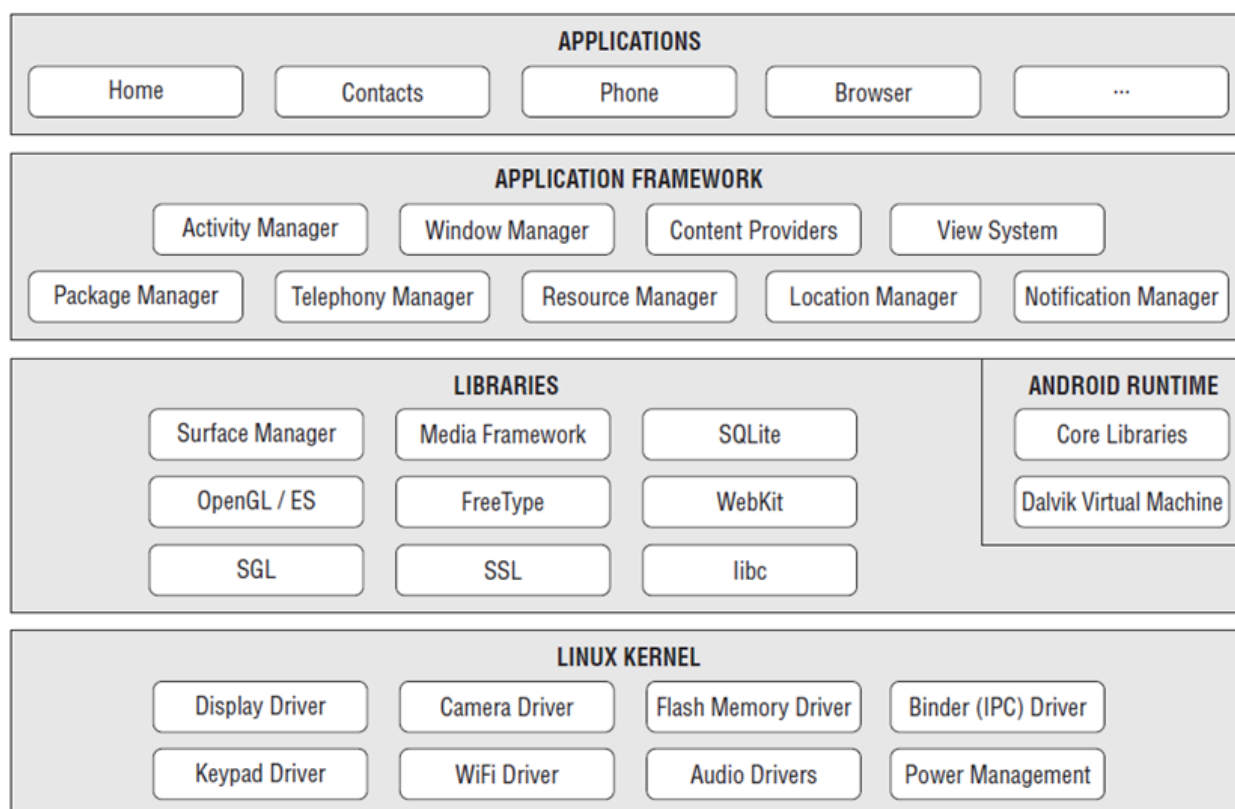 APPLICATIONS
Home Contacts Phone Browser ...
APPLICATION FRAMEWORK
Activity Manager Window Manager Content Providers View System
Package Manager Telephony Manager Resource Manager Location Manager Notification Manager
LIBRARIES ANDROID RUNTIME
Surface Manager Media Framework SQLite Core Libraries
OpenGL / ES FreeType WebKit Dalvik Virtual Machine
SGL SSL libc
LINUX KERNEL
Display Driver Camera Driver Flash Memory Driver Binder (IPC) Driver
Keypad Driver WiFi Driver Audio Drivers Power Management